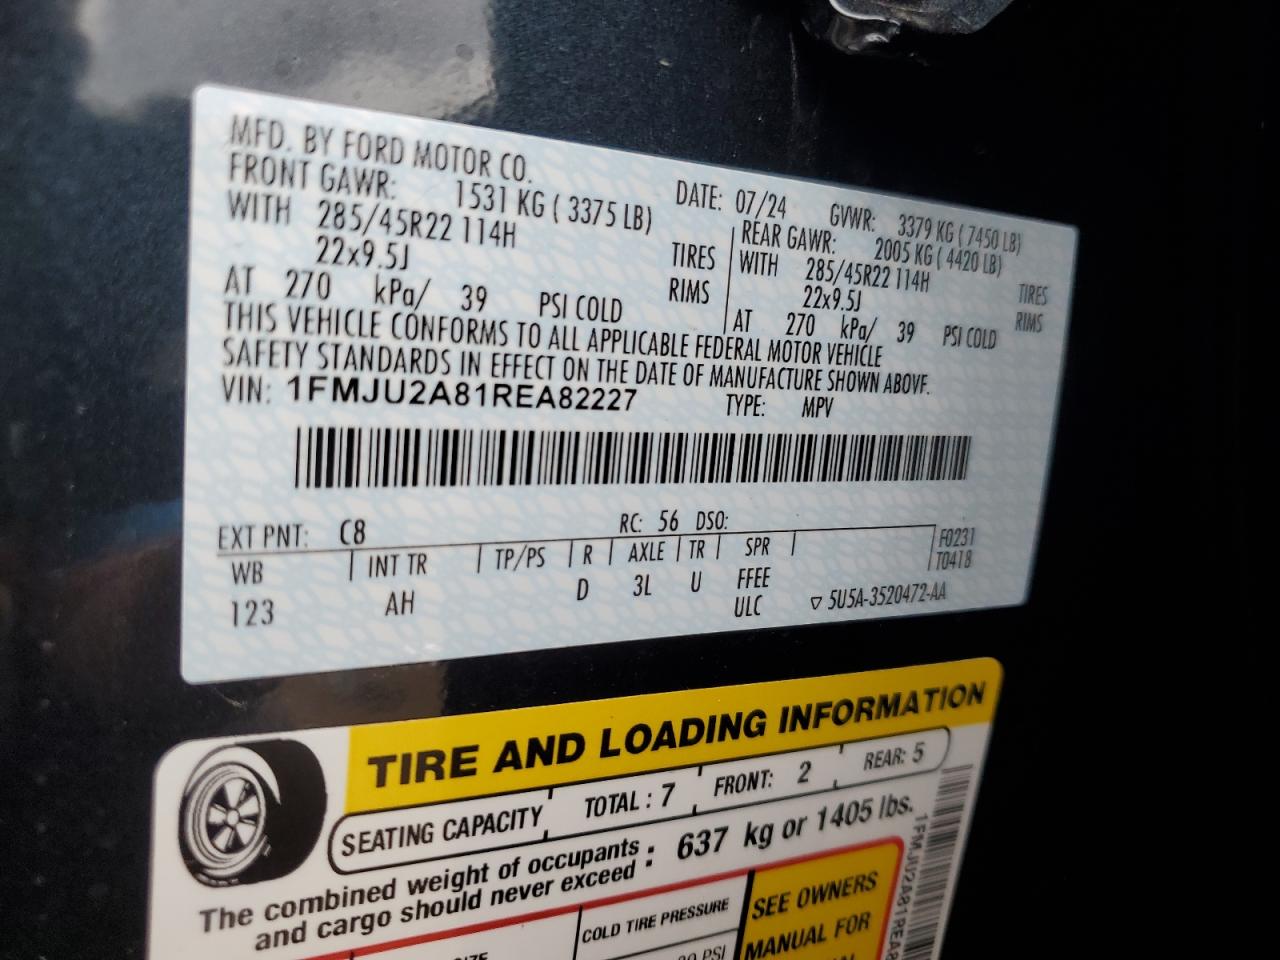 MFD. BY FORD MOTOR CO. DATE: 07/24 GVWR: 3379 KG ( 7450 LB)
FRONT GAWR: 1531 KG ( 3375 LB) REAR GAWR: 2005 KG ( 4420 LB)
WITH 285/45R22 114H TIRES WITH 285/45R22 114H TIRES
22x9.5J RIMS 22x9.5J RIMS
AT 270 kPa/ 39 PSI COLD AT 270 kPa/ 39 PSI COLD
THIS VEHICLE CONFORMS TO ALL APPLICABLE FEDERAL MOTOR VEHICLE
SAFETY STANDARDS IN EFFECT ON THE DATE OF MANUFACTURE SHOWN ABOVE.
VIN: 1FMJU2A81REA82227 TYPE: MPV
EXT PNT: C8 RC: 56 DSO: F0231
WB INT TR TP/PS R AXLE TR SPR T0418
123 AH D 3L U FFEE
ULC ▽ 5U5A-3520472-AA
TIRE AND LOADING INFORMATION
SEATING CAPACITY TOTAL : 7 FRONT: 2 REAR: 5
The combined weight of occupants
and cargo should never exceed : 637 kg or 1405 lbs.
COLD TIRE PRESSURE
SEE OWNERS
MANUAL FOR